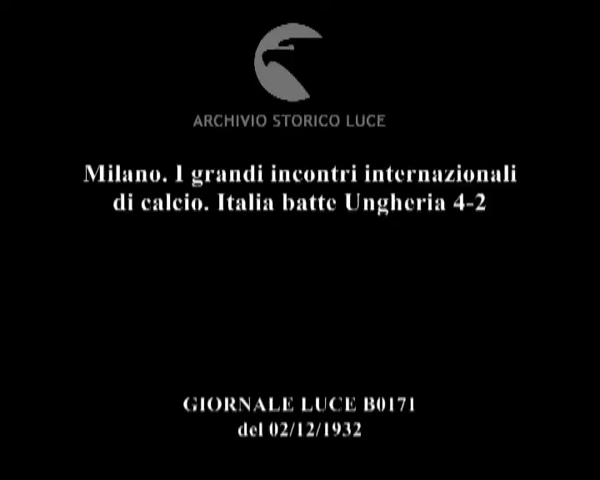 ARCHIVIO STORICO LUCE
Milano. I grandi incontri internazionali
di calcio. Italia batte Ungheria 4-2
GIORNALE LUCE B0171
del 02/12/1932